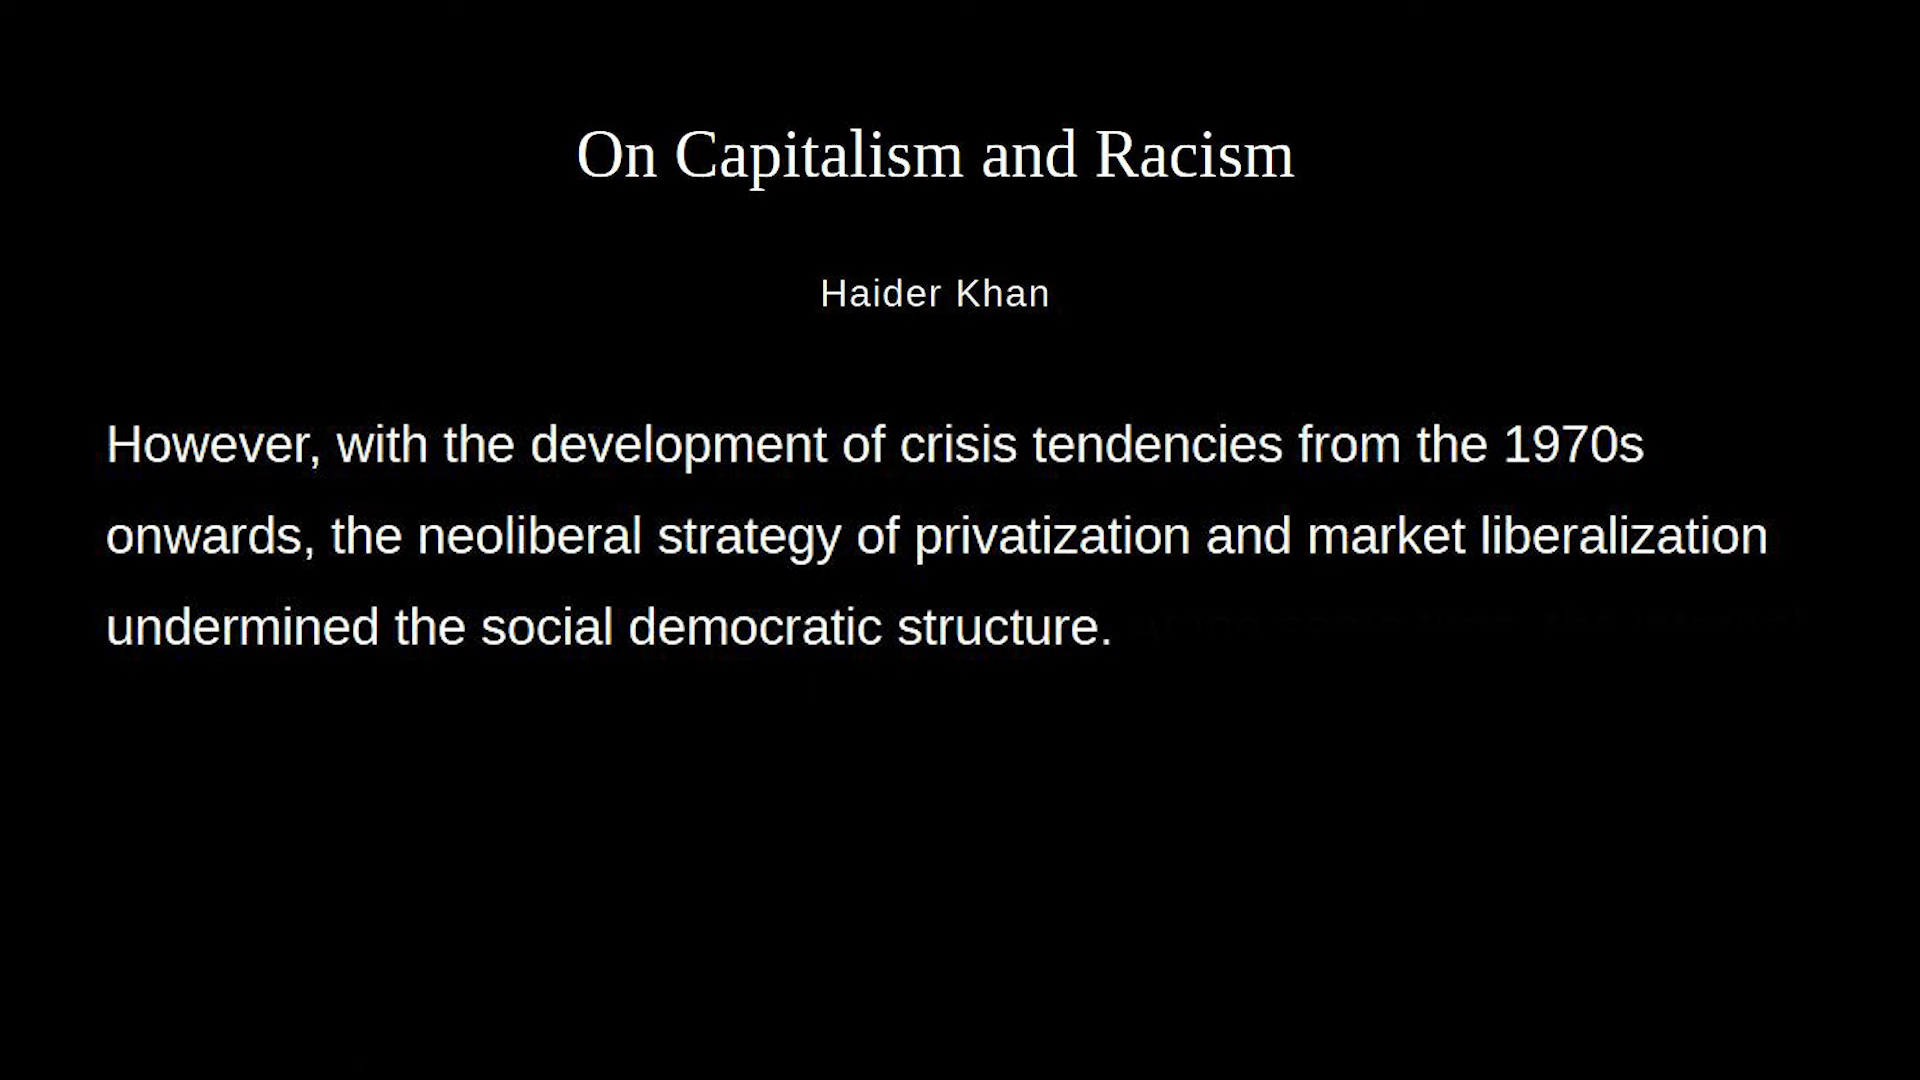 On Capitalism and Racism
Haider Khan
However, with the development of crisis tendencies from the 1970s
onwards, the neoliberal strategy of privatization and market liberalization
undermined the social democratic structure.